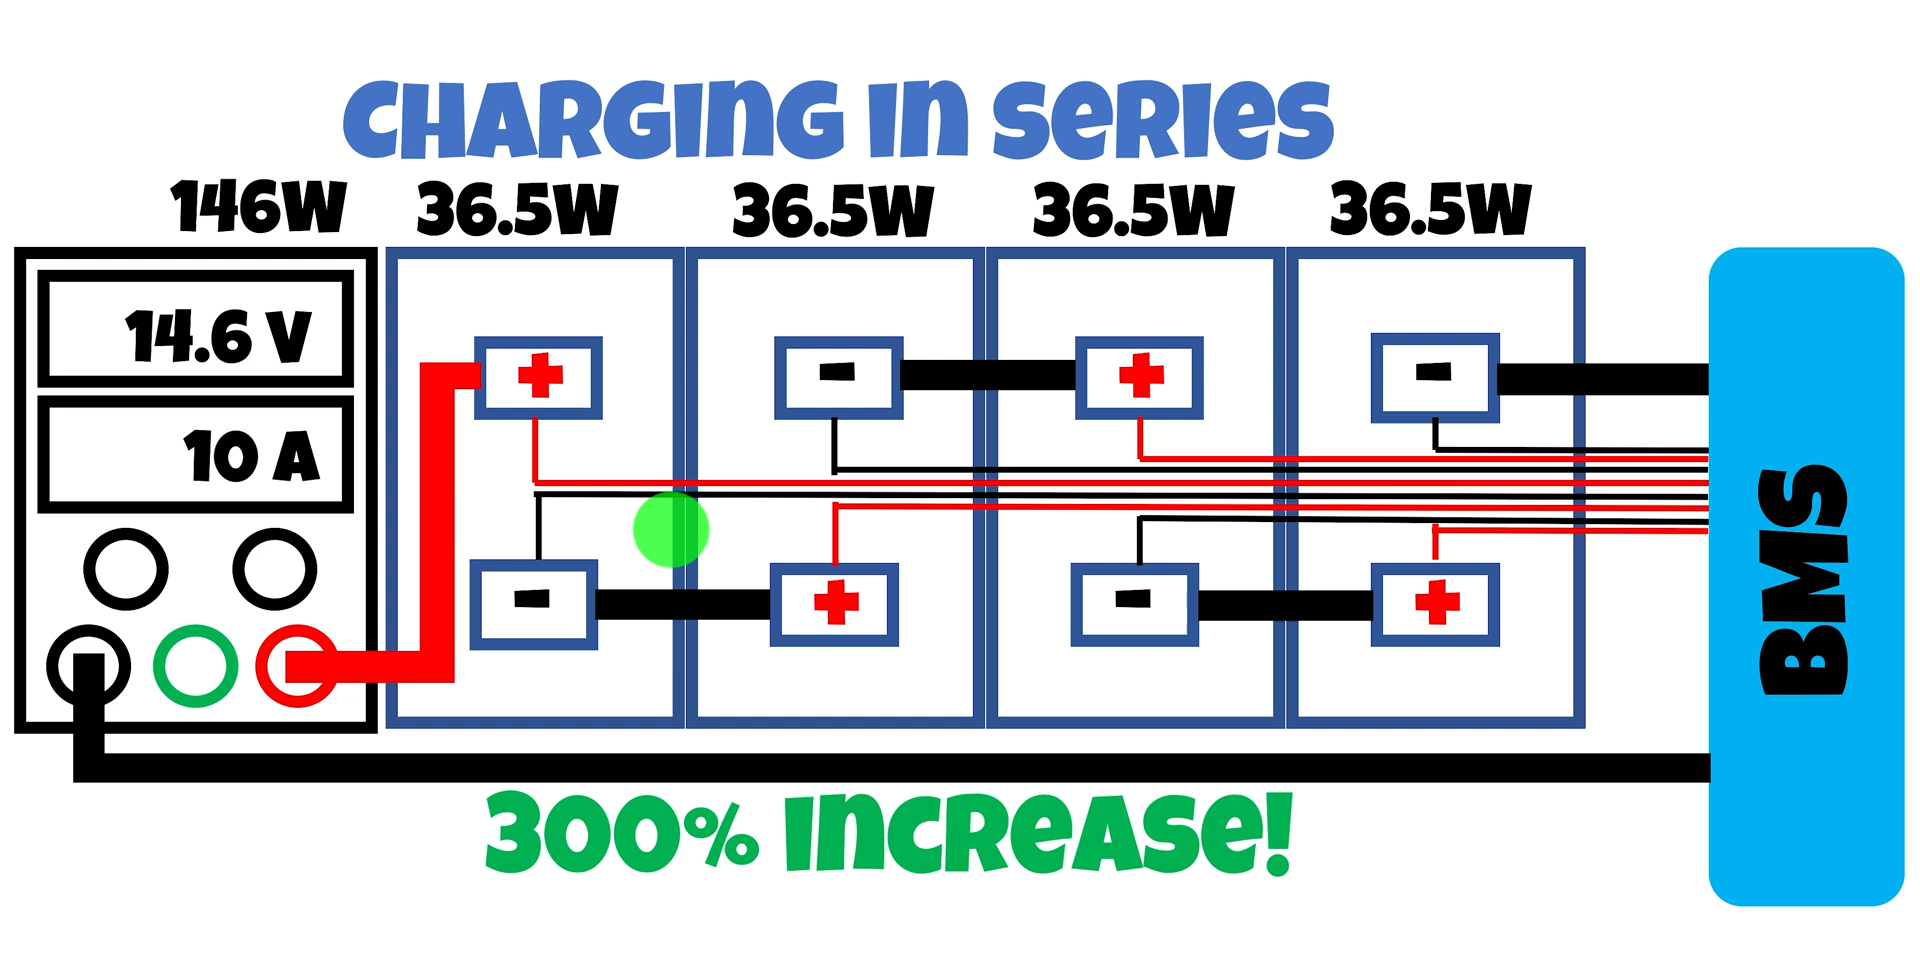 CHARGING IN SERIES
146W 36.5W 36.5W 36.5W 36.5W
14.6 V
10 A
+ - + -
- + - +
BMS
300% INCREASE!